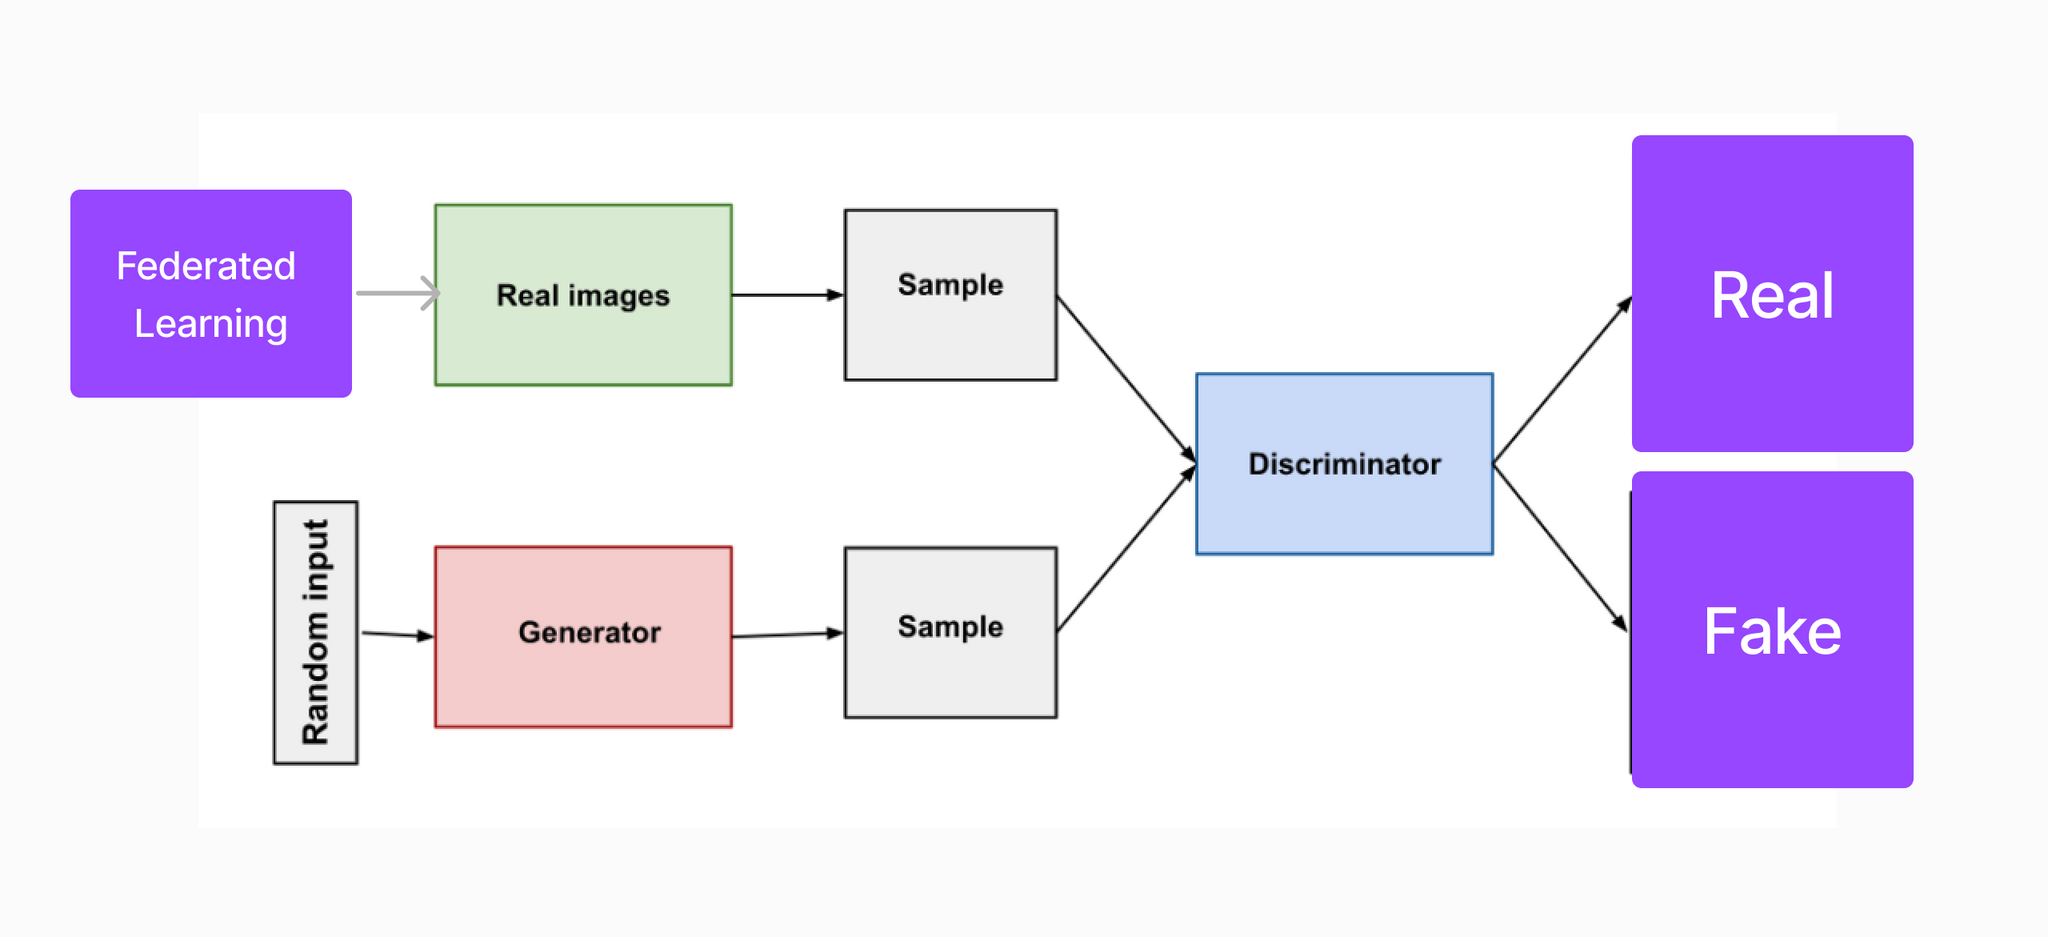 Federated
Learning
Real images
Sample
Real
Discriminator
Random input
Generator
Sample
Fake